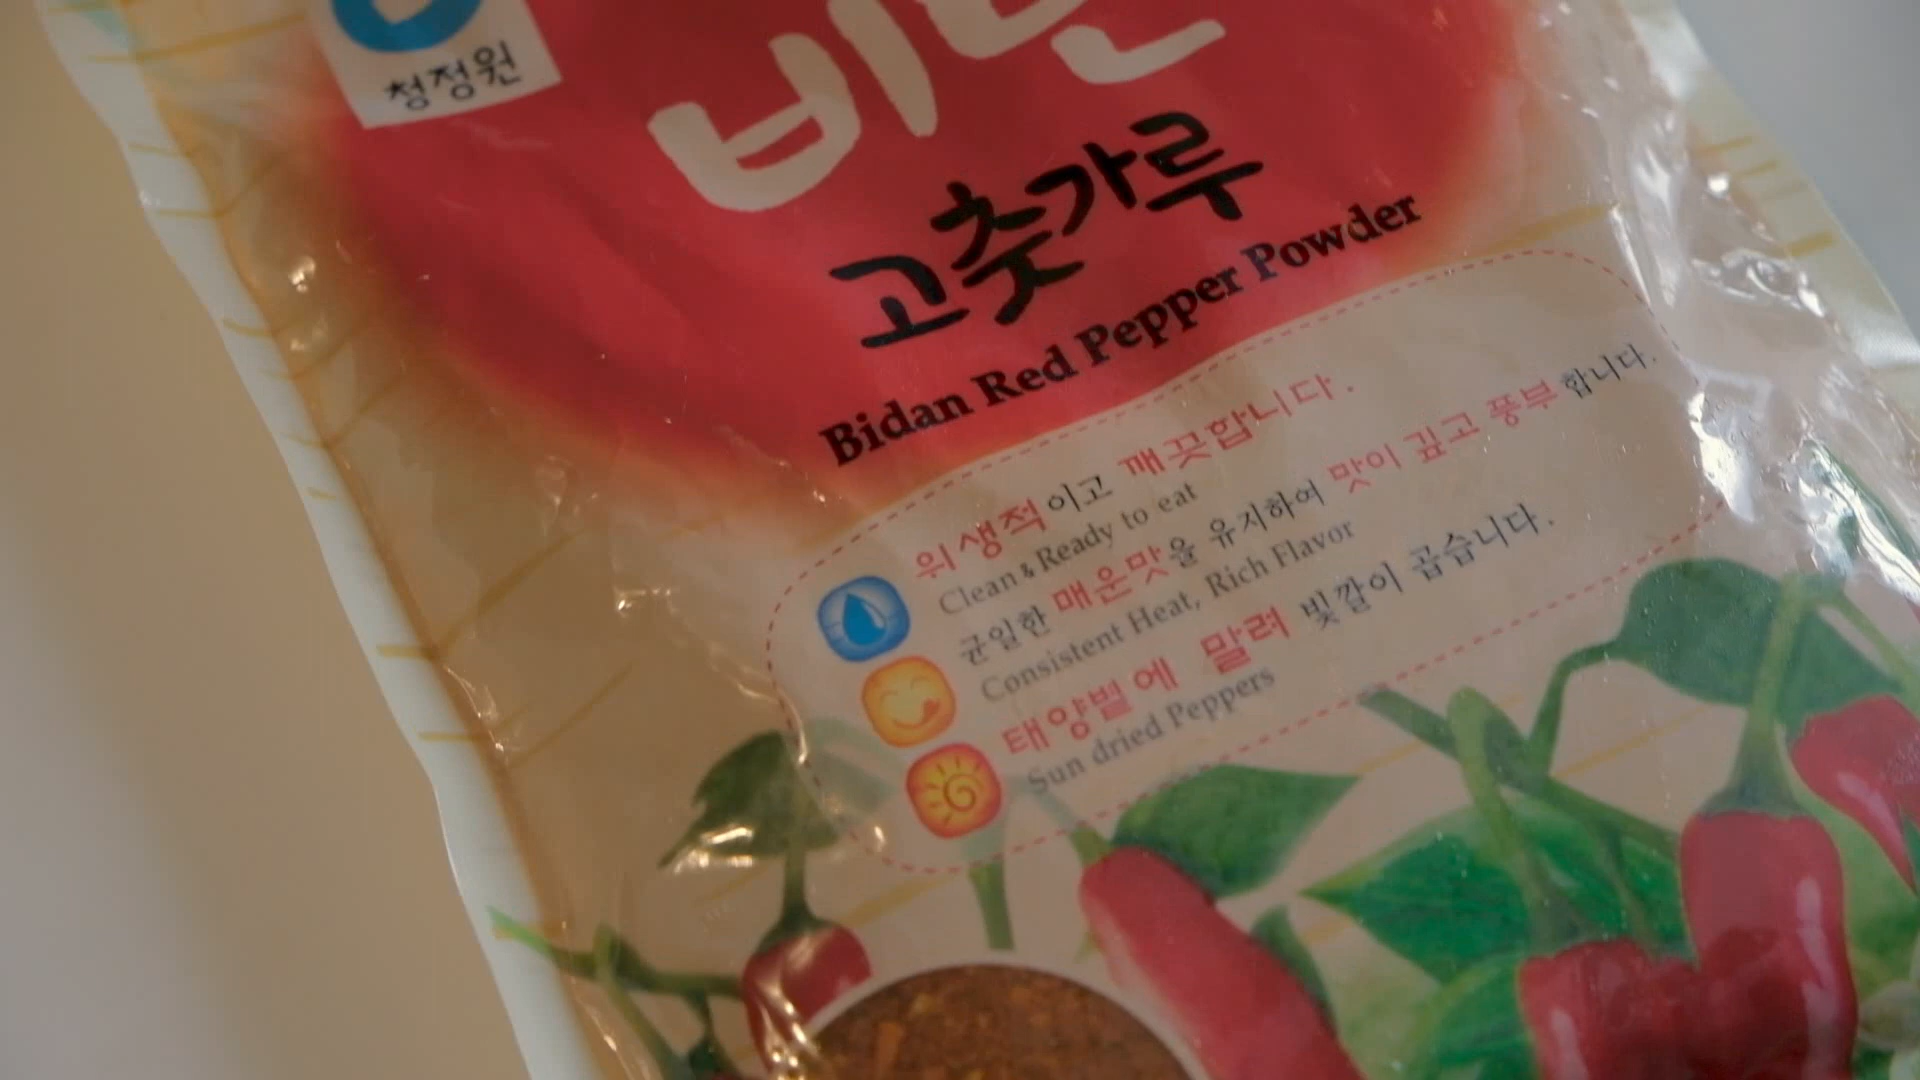 청정원
비단
고춧가루
Bidan Red Pepper Powder
위생적이고 깨끗합니다.
Clean & Ready to eat
균일한 매운맛을 유지하여 맛이 깊고 풍부합니다.
Consistent Heat, Rich Flavor
태양볕에 말려 빛깔이 곱습니다.
Sun dried Peppers